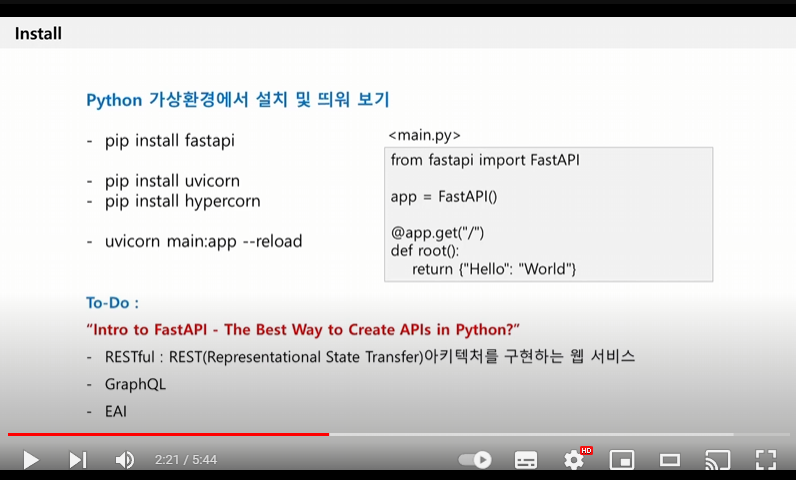 Install
Python 가상환경에서 설치 및 띄워 보기
- pip install fastapi
- pip install uvicorn
- pip install hypercorn
- uvicorn main:app --reload
<main.py>
from fastapi import FastAPI
app = FastAPI()
@app.get("/")
def root():
return {"Hello": "World"}
To-Do :
“Intro to FastAPI - The Best Way to Create APIs in Python?”
- RESTful : REST(Representational State Transfer)아키텍처를 구현하는 웹 서비스
- GraphQL
- EAI
2:21 / 5:44
HD